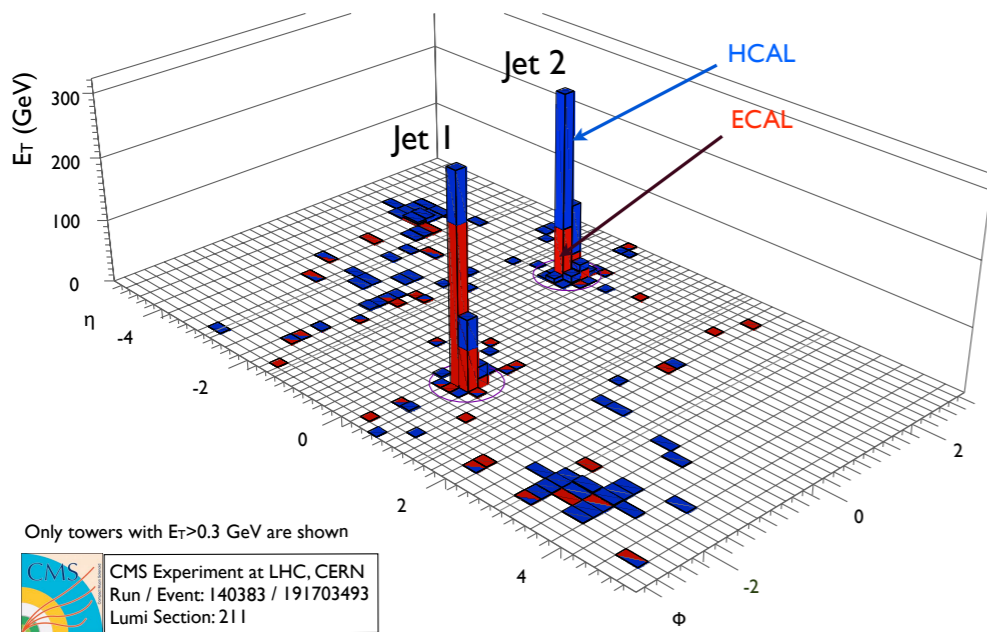 Jet 2
HCAL
ECAL
Jet 1
E_T (GeV)
300
200
100
0
η
-4
-2
0
2
4
2
0
-2
Φ
Only towers with E_T>0.3 GeV are shown
CMS
CMS Experiment at LHC, CERN
Run / Event: 140383 / 191703493
Lumi Section: 211